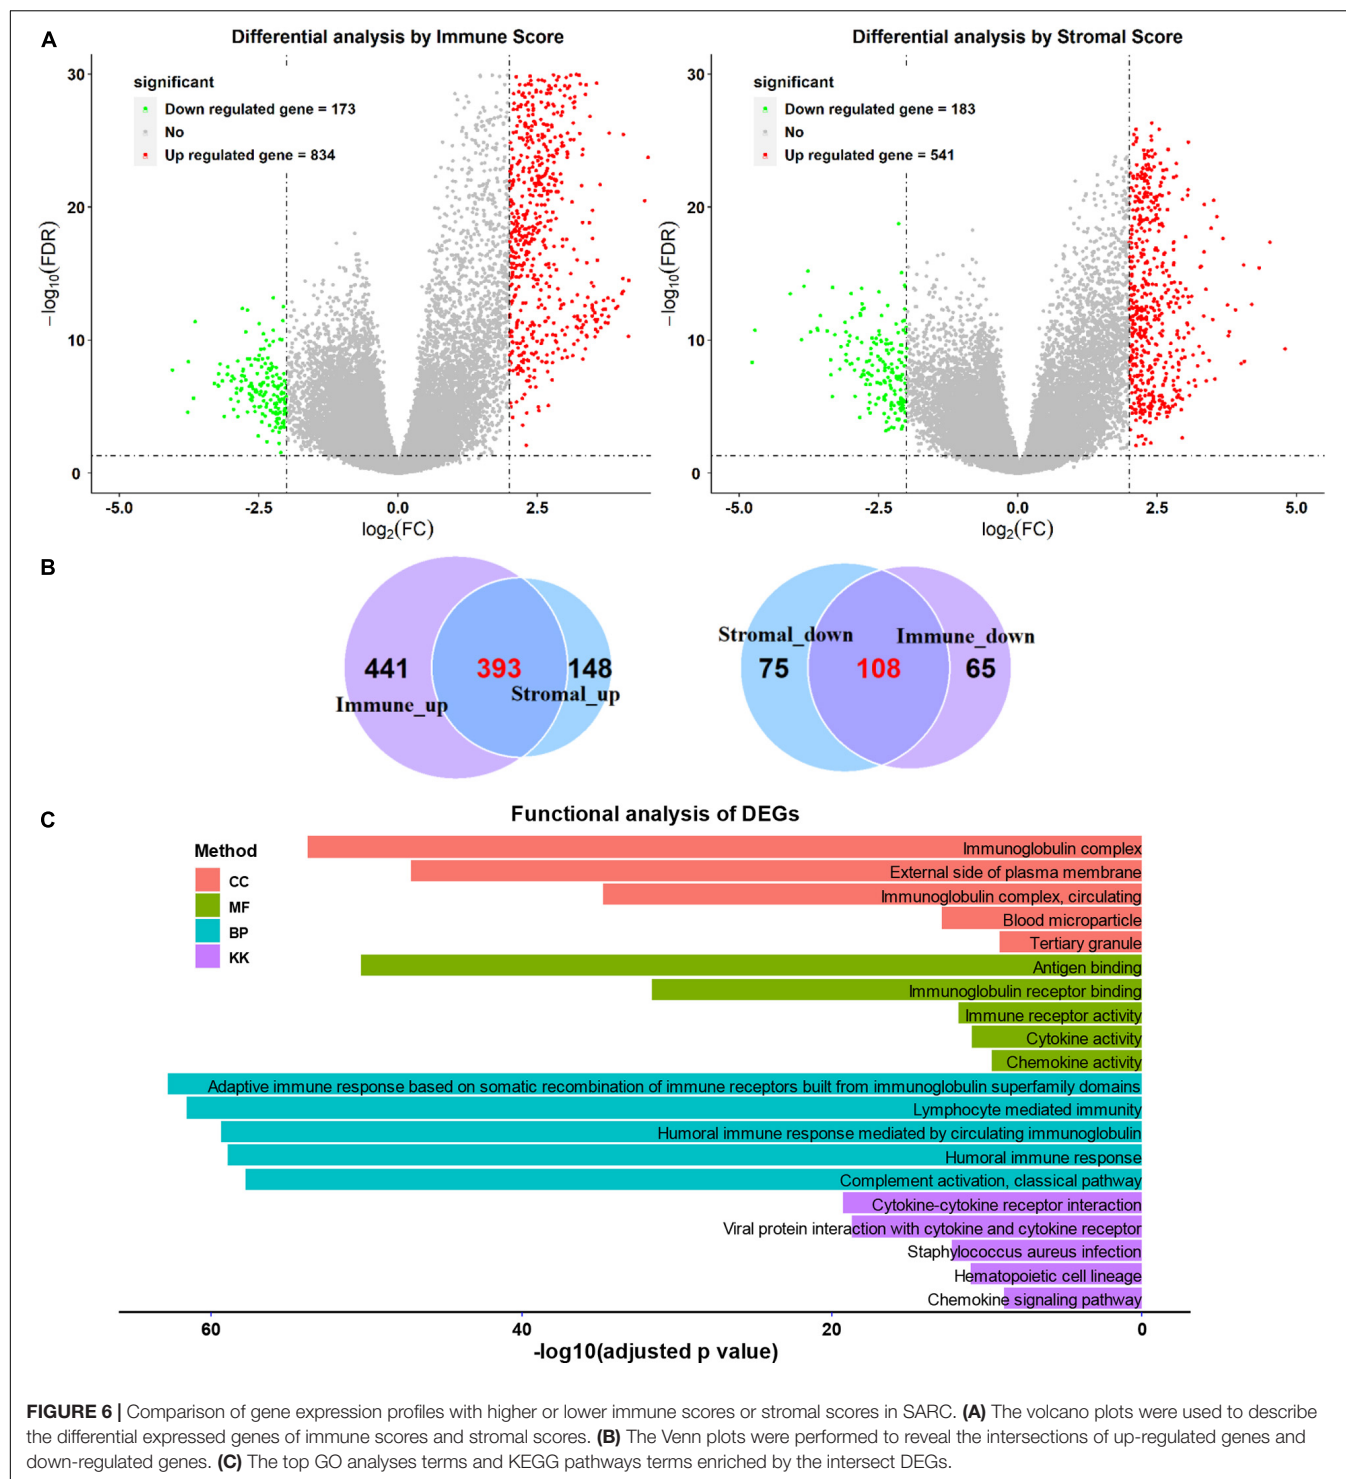 A
Differential analysis by Immune Score
Differential analysis by Stromal Score
significant
Down regulated gene = 173
No
Up regulated gene = 834
30
20
10
0
−log10(FDR)
-5.0 -2.5 0.0 2.5
log2(FC)
significant
Down regulated gene = 183
No
Up regulated gene = 541
30
20
10
0
−log10(FDR)
-5.0 -2.5 0.0 2.5 5.0
log2(FC)
B
441 393 148
Immune_up Stromal_up
Stromal_down Immune_down
75 108 65
C
Functional analysis of DEGs
Method
CC
MF
BP
KK
Immunoglobulin complex
External side of plasma membrane
Immunoglobulin complex, circulating
Blood microparticle
Tertiary granule
Antigen binding
Immunoglobulin receptor binding
Immune receptor activity
Cytokine activity
Chemokine activity
Adaptive immune response based on somatic recombination of immune receptors built from immunoglobulin superfamily domains
Lymphocyte mediated immunity
Humoral immune response mediated by circulating immunoglobulin
Humoral immune response
Complement activation, classical pathway
Cytokine-cytokine receptor interaction
Viral protein interaction with cytokine and cytokine receptor
Staphylococcus aureus infection
Hematopoietic cell lineage
Chemokine signaling pathway
60 40 20 0
-log10(adjusted p value)
FIGURE 6 | Comparison of gene expression profiles with higher or lower immune scores or stromal scores in SARC. (A) The volcano plots were used to describe
the differential expressed genes of immune scores and stromal scores. (B) The Venn plots were performed to reveal the intersections of up-regulated genes and
down-regulated genes. (C) The top GO analyses terms and KEGG pathways terms enriched by the intersect DEGs.